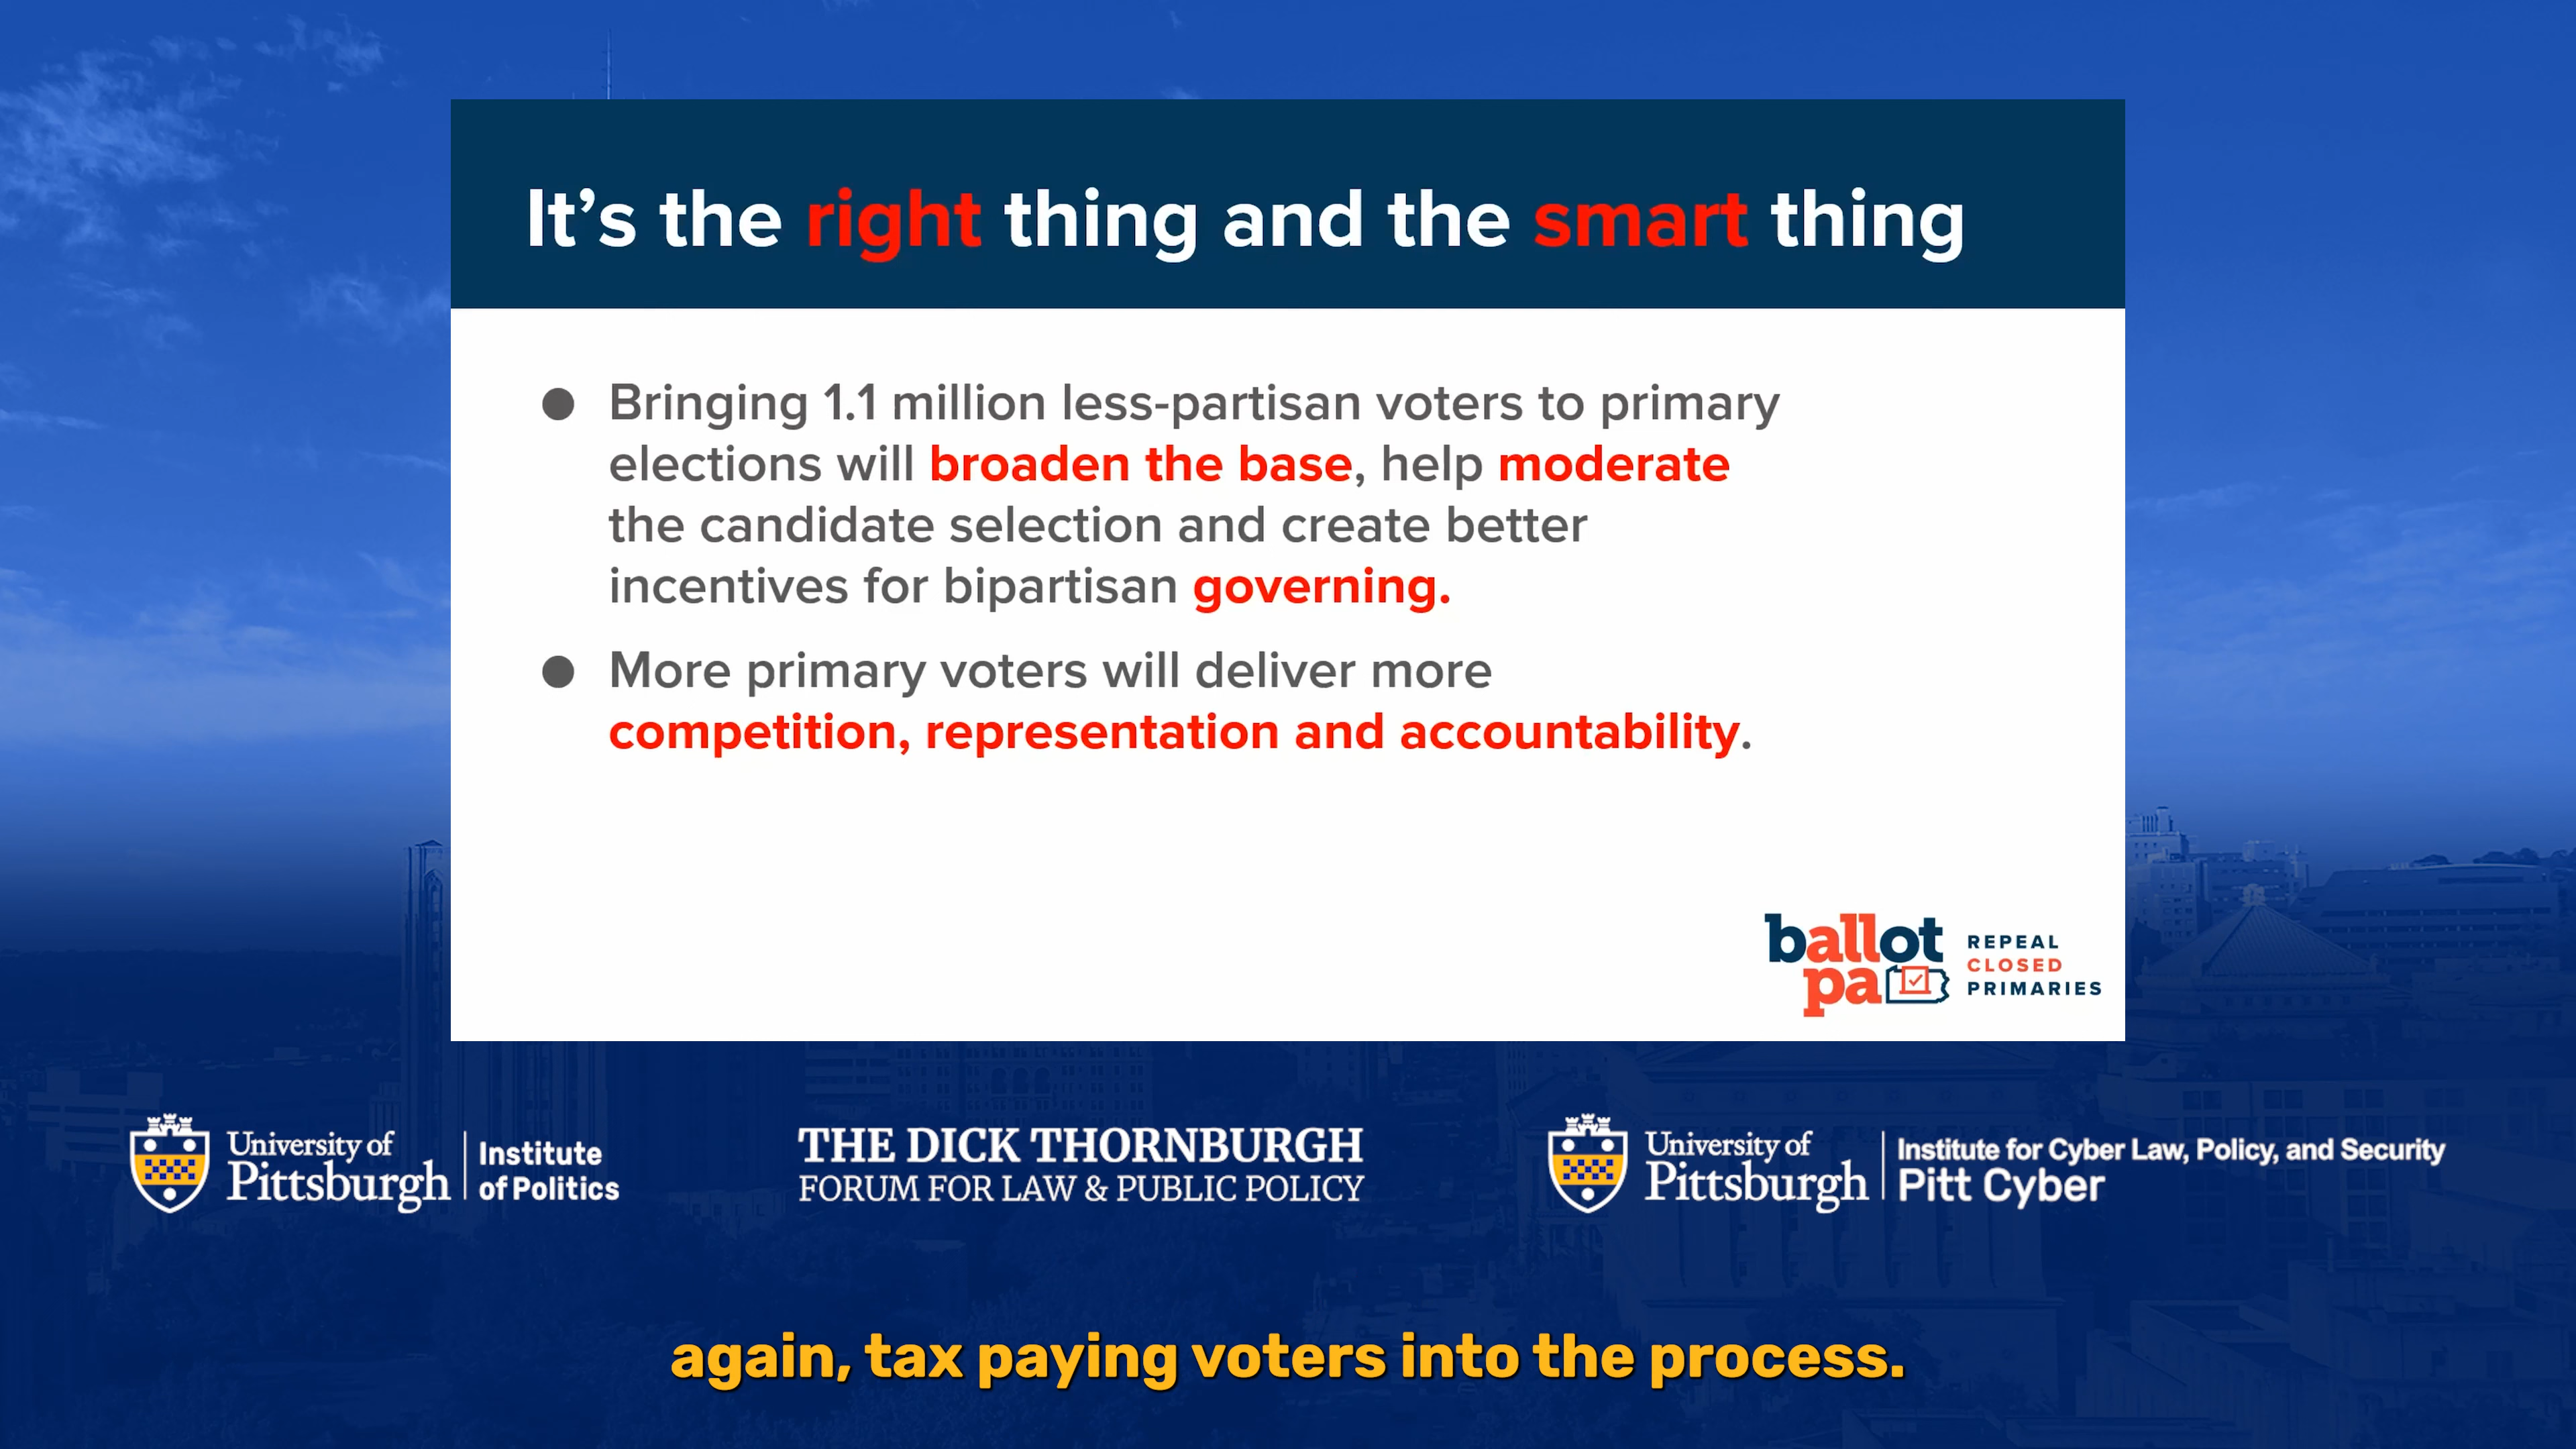 It's the right thing and the smart thing
● Bringing 1.1 million less-partisan voters to primary
elections will broaden the base, help moderate
the candidate selection and create better
incentives for bipartisan governing.
● More primary voters will deliver more
competition, representation and accountability.
ballot
pa
REPEAL
CLOSED
PRIMARIES
University of
Pittsburgh
Institute
of Politics
THE DICK THORNBURGH
FORUM FOR LAW & PUBLIC POLICY
University of
Pittsburgh
Institute for Cyber Law, Policy, and Security
Pitt Cyber
again, tax paying voters into the process.